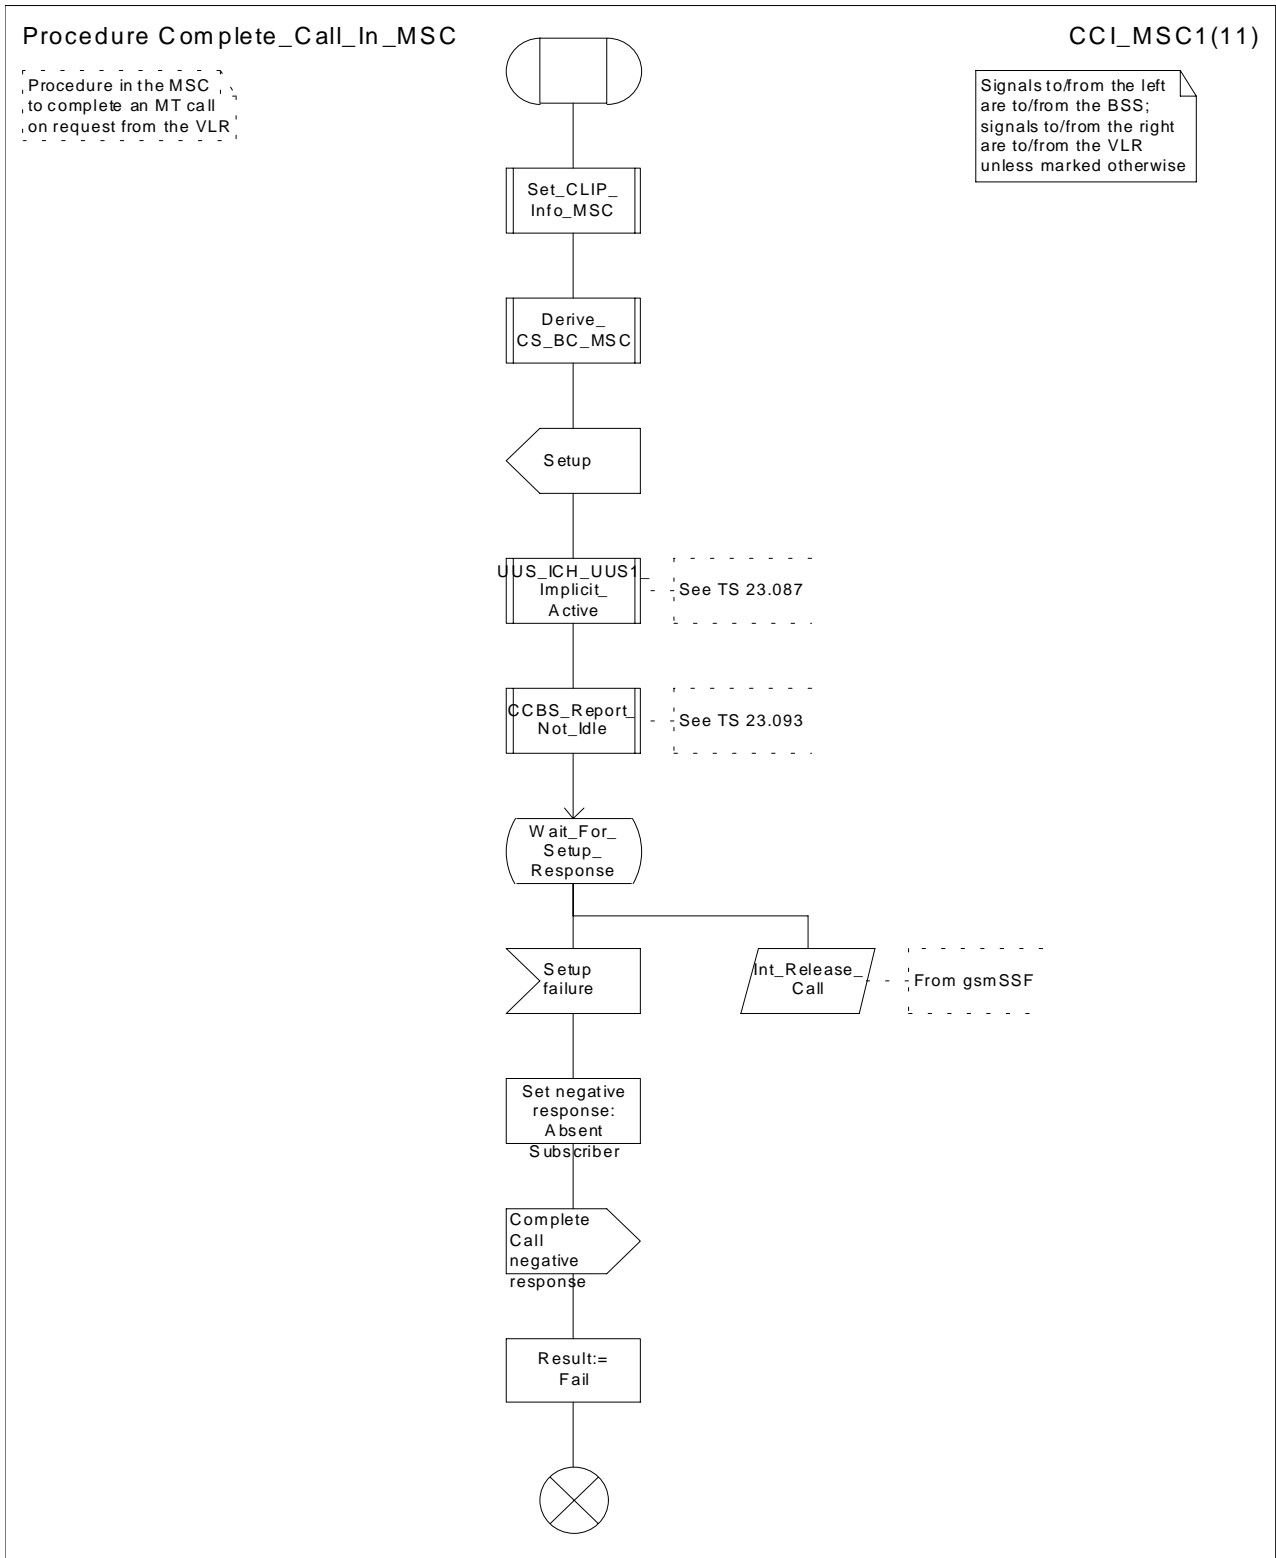 Procedure Complete_Call_In_MSC
CCI_MSC1(11)
Procedure in the MSC
to complete an MT call
on request from the VLR
Signals to/from the left
are to/from the BSS;
signals to/from the right
are to/from the VLR
unless marked otherwise
Set_CLIP_
Info_MSC
Derive_
CS_BC_MSC
Setup
UUS_ICH_UUS1_
Implicit_
Active
See TS 23.087
CCBS_Report_
Not_Idle
See TS 23.093
Wait_For_
Setup_
Response
Setup
failure
Int_Release_
Call
From gsmSSF
Set negative
response:
Absent
Subscriber
Complete
Call
negative
response
Result:=
Fail